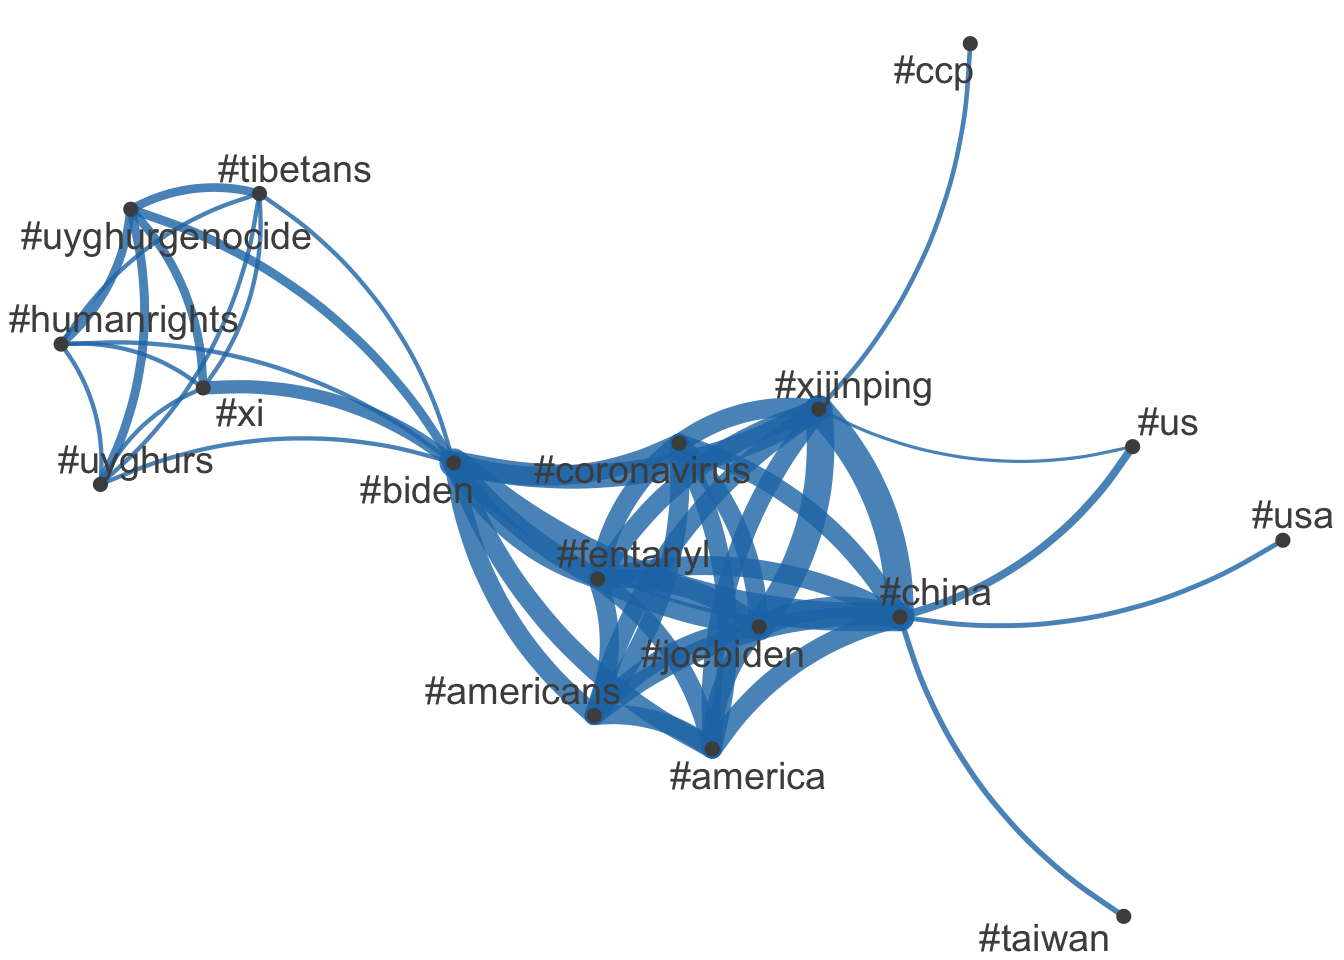 #ccp
#tibetans
#uyghurgenocide
#humanrights
#xijinping
#xi
#us
#uyghurs
#coronavirus
#biden
#usa
#fentanyl
#china
#joebiden
#americans
#america
#taiwan